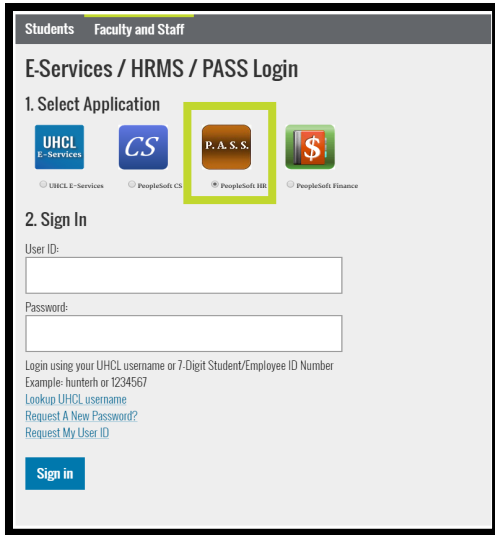 Students Faculty and Staff
E-Services / HRMS / PASS Login
1. Select Application
UHCL
E-Services
CS
P. A. S. S.
$
UHCL E-Services PeopleSoft CS PeopleSoft HR PeopleSoft Finance
2. Sign In
User ID:
Password:
Login using your UHCL username or 7-Digit Student/Employee ID Number
Example: hunterh or 1234567
Lookup UHCL username
Request A New Password?
Request My User ID
Sign in